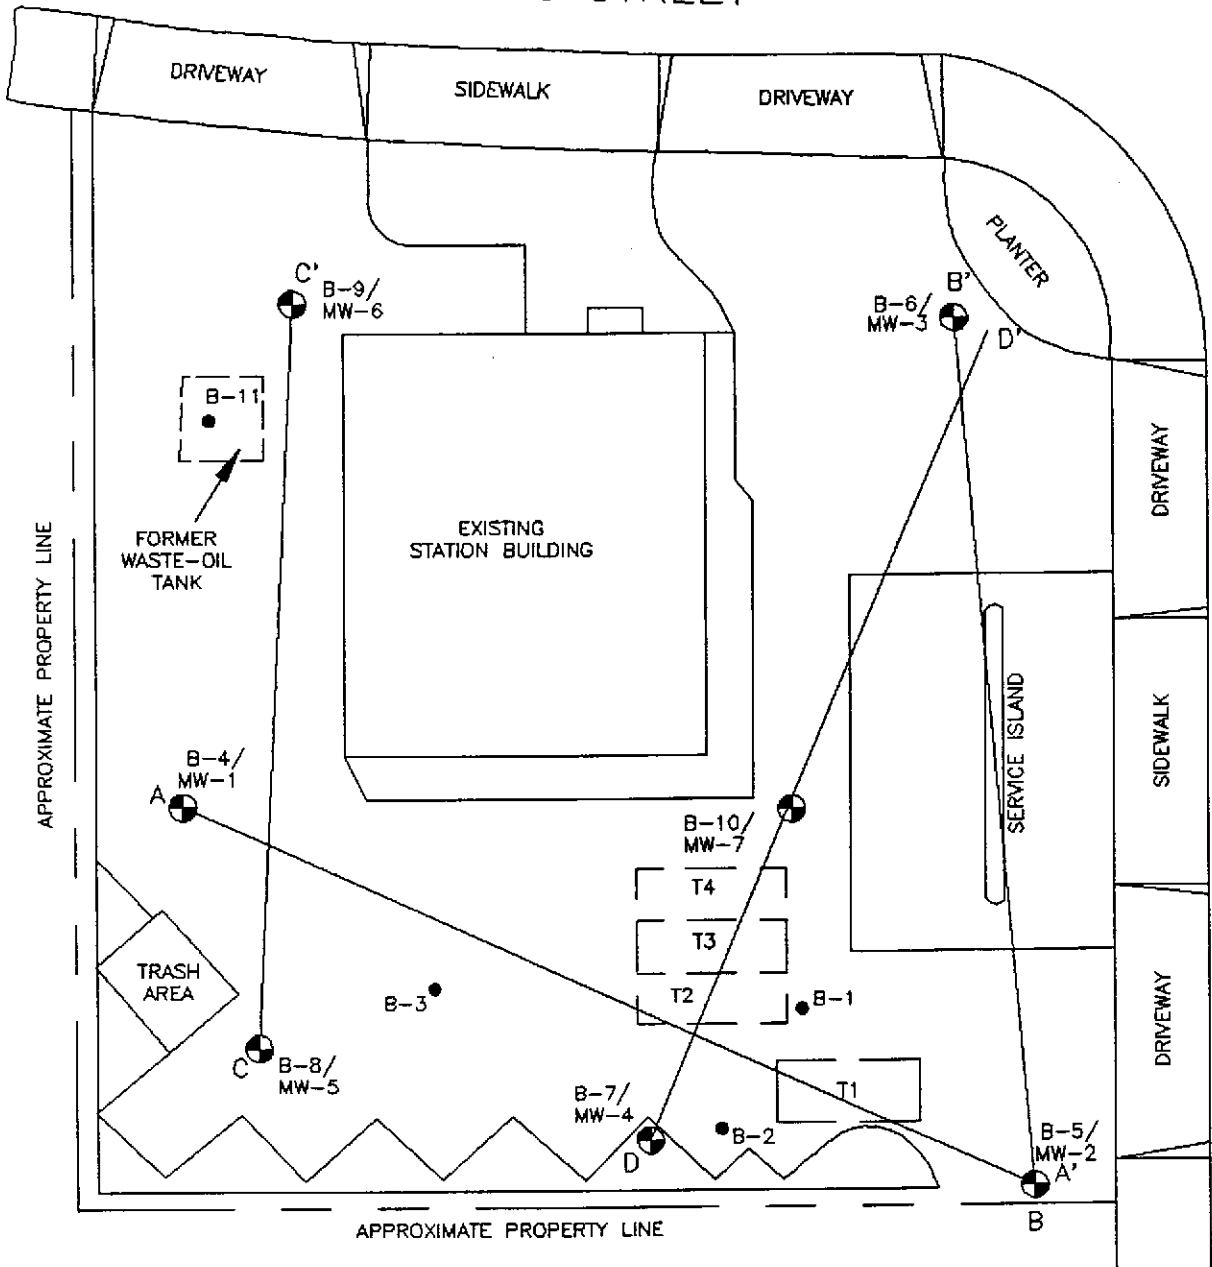 DRIVEWAY
SIDEWALK
DRIVEWAY
PLANTER
C'
B-9/
MW-6
B'
B-6/
MW-3
D'
B-11
FORMER
WASTE-OIL
TANK
EXISTING
STATION BUILDING
DRIVEWAY
APPROXIMATE PROPERTY LINE
SERVICE ISLAND
SIDEWALK
B-4/
MW-1
A
B-10/
MW-7
T4
T3
T2
TRASH
AREA
B-3
B-1
DRIVEWAY
C
B-8/
MW-5
T1
B-7/
MW-4
D
B-2
B-5/
MW-2
A'
B
APPROXIMATE PROPERTY LINE